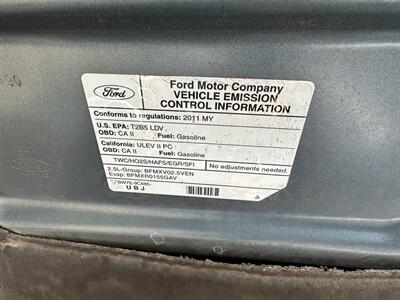 Ford
Ford Motor Company
VEHICLE EMISSION
CONTROL INFORMATION
Conforms to regulations: 2011 MY
U.S. EPA: T2B5 LDV
OBD: CA II Fuel: Gasoline
California: ULEV II PC
OBD: CA II Fuel: Gasoline
TWC/HO2S/HAFS/EGR/SFI
No adjustments needed.
2.5L-Group: BFMXV02.5VEN
Evap: BFMXR0155GAV
BW7E-9C485-
UBJ